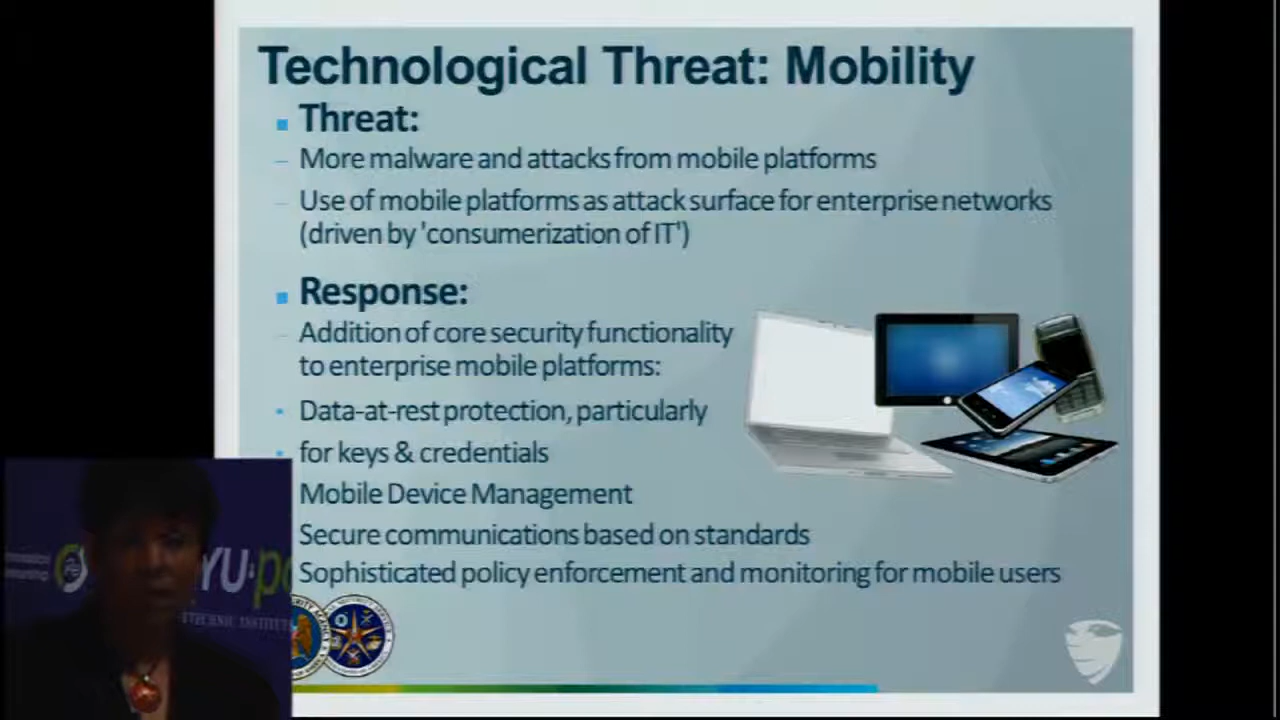 Technological Threat: Mobility
Threat:
More malware and attacks from mobile platforms
Use of mobile platforms as attack surface for enterprise networks
(driven by 'consumerization of IT')
Response:
Addition of core security functionality
to enterprise mobile platforms:
Data-at-rest protection, particularly
for keys & credentials
Mobile Device Management
Secure communications based on standards
Sophisticated policy enforcement and monitoring for mobile users
YU:po